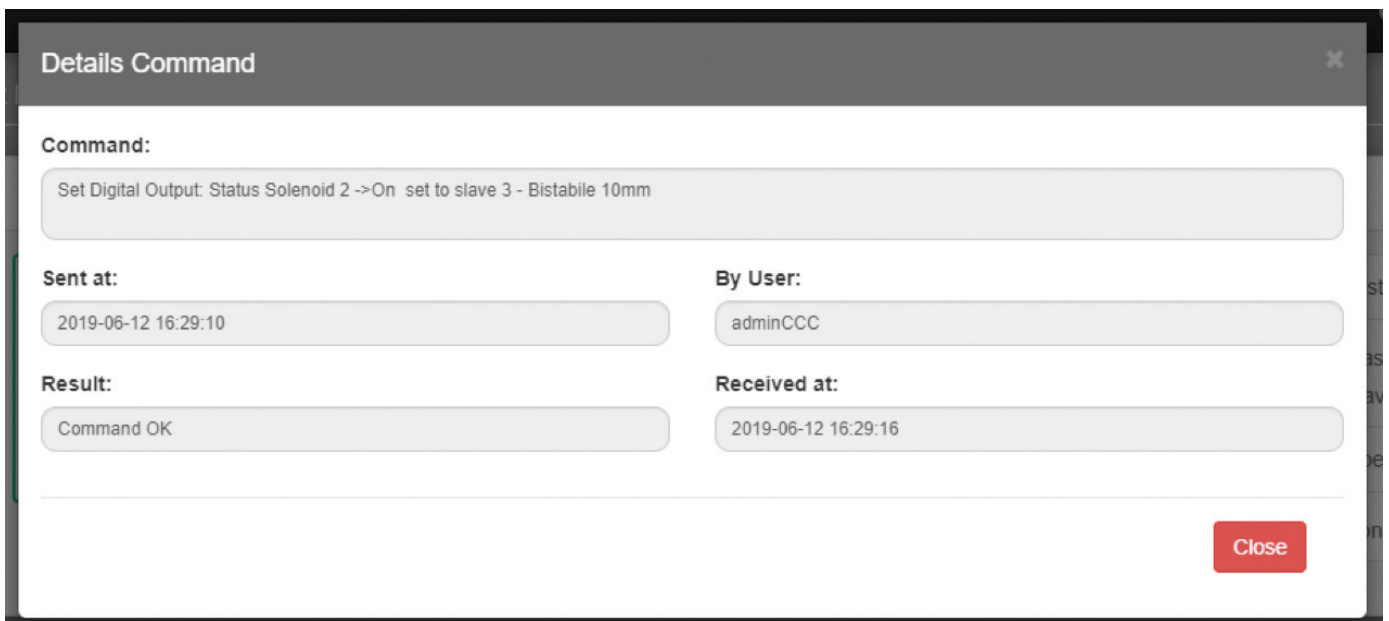 Details Command
×
Command:
Set Digital Output: Status Solenoid 2 ->On  set to slave 3 - Bistabile 10mm
Sent at:
By User:
2019-06-12 16:29:10
adminCCC
Result:
Received at:
Command OK
2019-06-12 16:29:16
Close